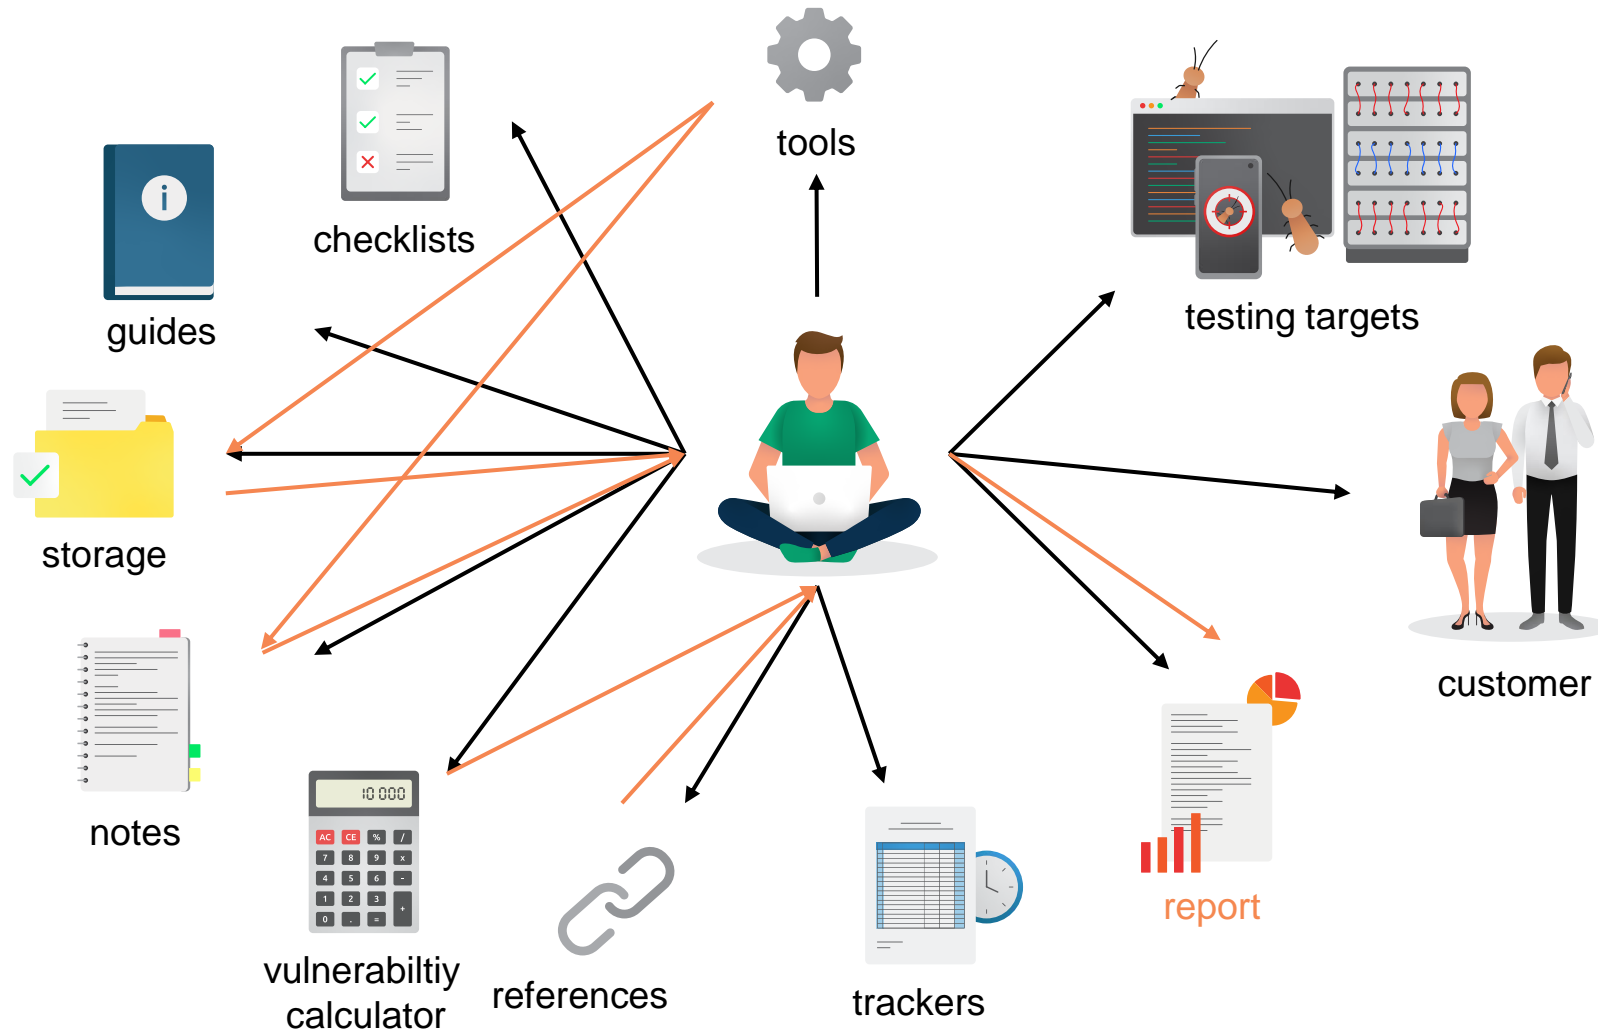 tools
checklists
i
guides
testing targets
storage
customer
notes
10 000
AC CE % /
7 8 9 x
4 5 6 -
1 2 3 +
0 . =
report
vulnerabiltiy
calculator
references
trackers